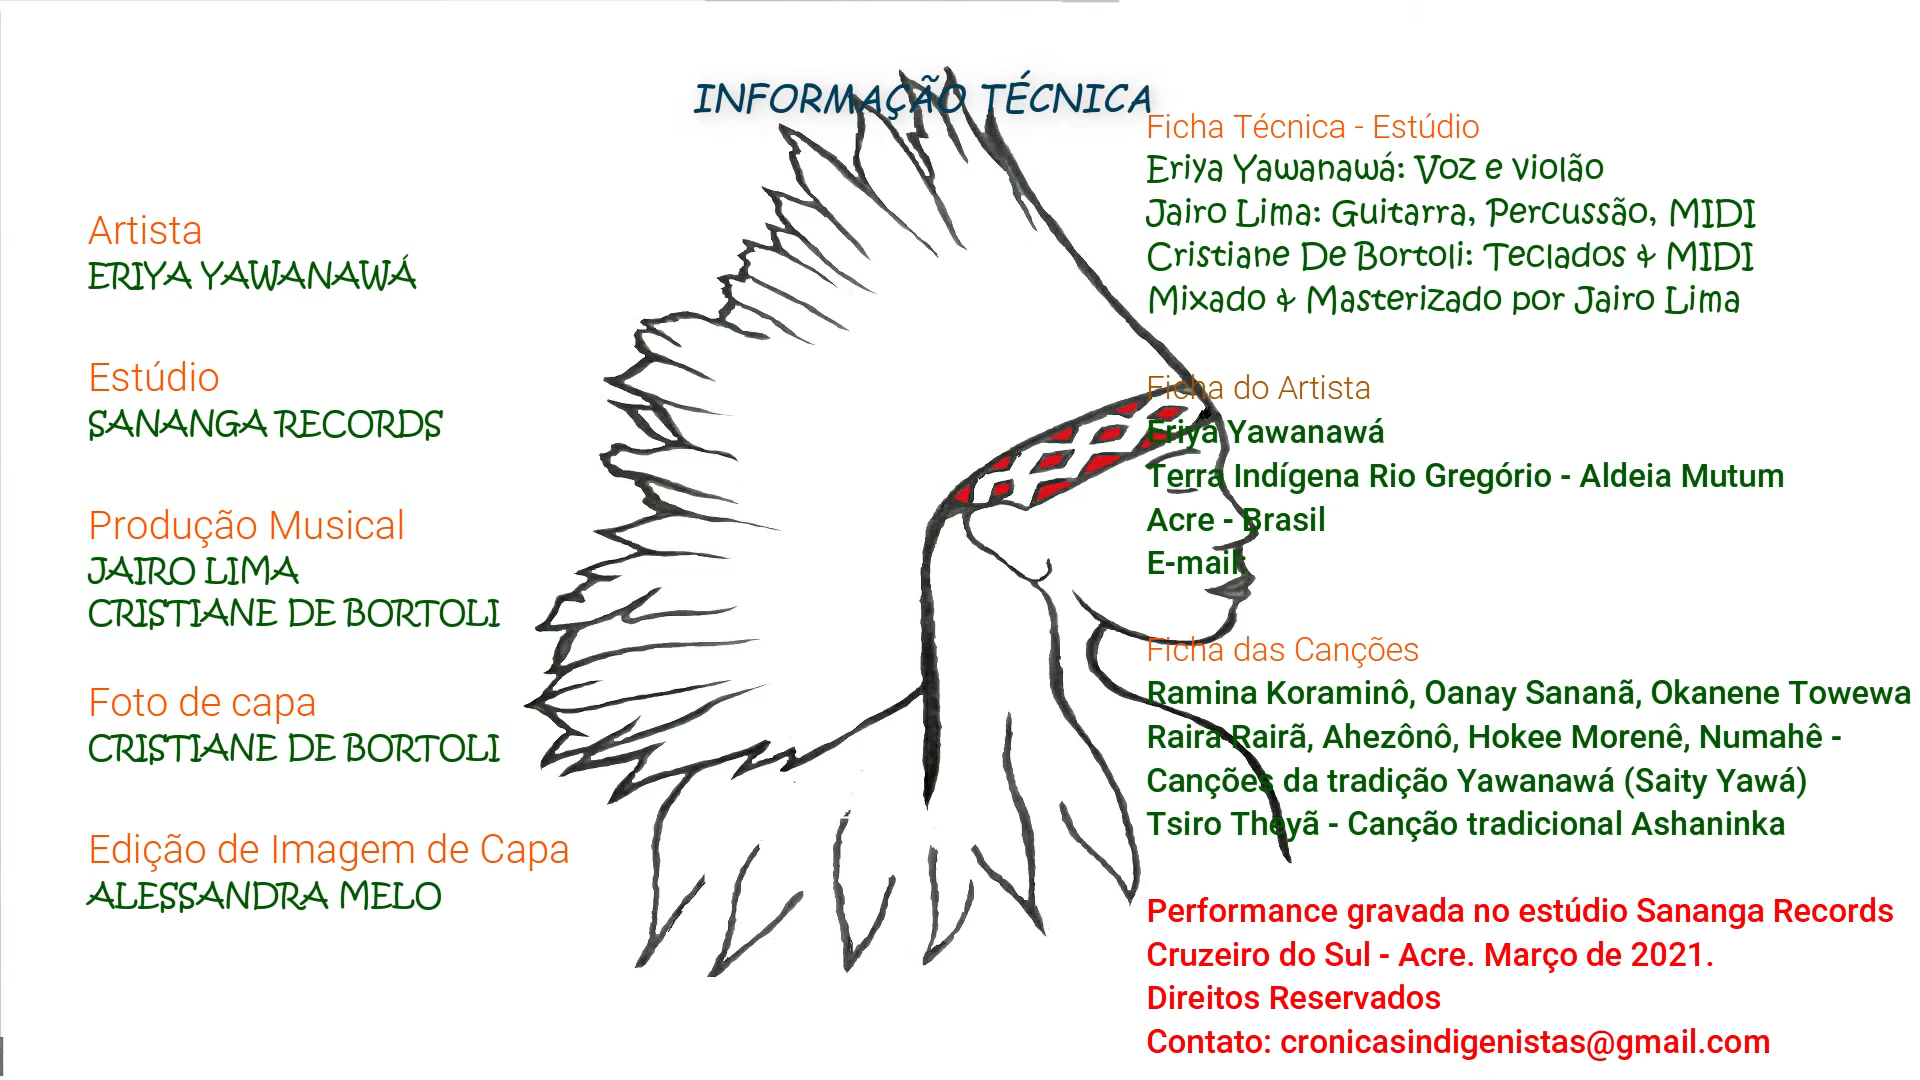 INFORMAÇÃO TÉCNICA
Artista
ERIYA YAWANAWÁ
Estúdio
SANANGA RECORDS
Produção Musical
JAIRO LIMA
CRISTIANE DE BORTOLI
Foto de capa
CRISTIANE DE BORTOLI
Edição de Imagem de Capa
ALESSANDRA MELO
Ficha Técnica - Estúdio
Eriya Yawanawá: Voz e violão
Jairo Lima: Guitarra, Percussão, MIDI
Cristiane De Bortoli: Teclados & MIDI
Mixado & Masterizado por Jairo Lima
Ficha do Artista
Eriya Yawanawá
Terra Indígena Rio Gregório - Aldeia Mutum
Acre - Brasil
E-mail:
Ficha das Canções
Ramina Koraminô, Oanay Sananã, Okanene Towewa
Raira Rairã, Ahezônô, Hokee Morenê, Numahê -
Canções da tradição Yawanawá (Saity Yawá)
Tsiro Theyã - Canção tradicional Ashaninka
Performance gravada no estúdio Sananga Records
Cruzeiro do Sul - Acre. Março de 2021.
Direitos Reservados
Contato: cronicasindigenistas@gmail.com